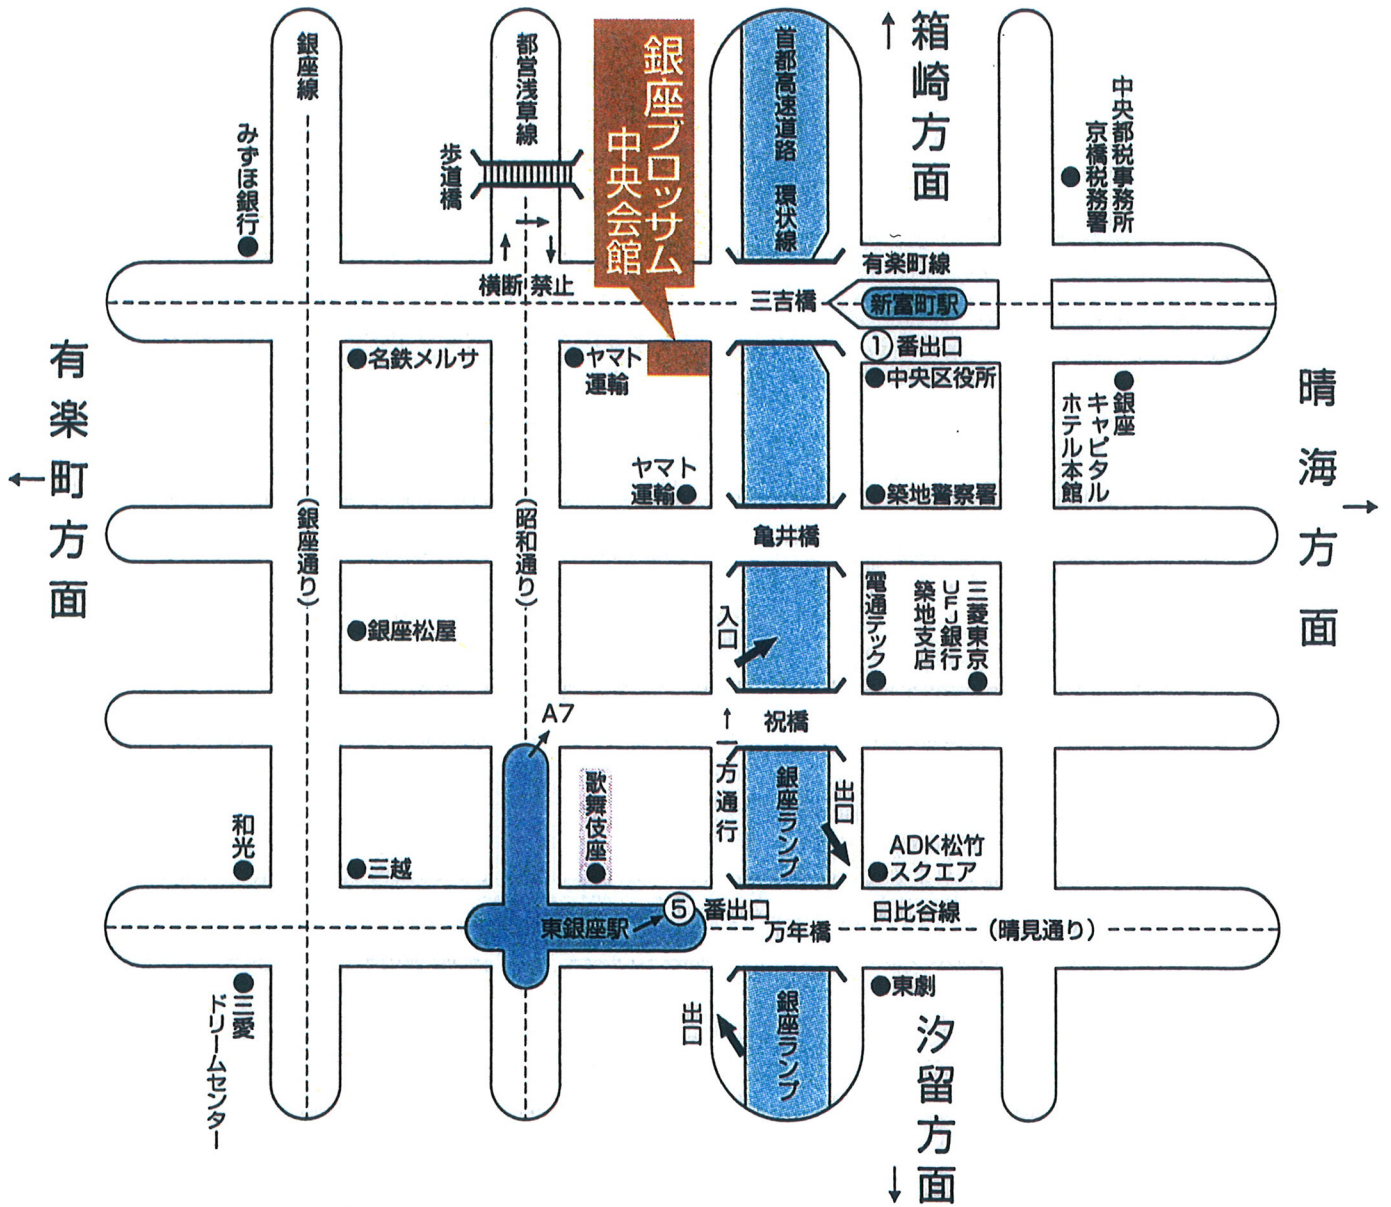 銀座線
都営浅草線
銀座ブロッサム
中央会館
首都高速道路 環状線
↑
箱崎方面
中央都税事務所
京橋税務署
みずほ銀行
歩道橋
→
↑
↓
横断禁止
有楽町線
三吉橋
新富町駅
①番出口
有楽町方面
←
名鉄メルサ
ヤマト
運輸
中央区役所
銀座
キャピタル
ホテル本館
晴海方面
→
ヤマト
運輸
築地警察署
(銀座通り)
(昭和通り)
亀井橋
銀座松屋
入口
電通テック
三菱東京
UFJ銀行
築地支店
A7
祝橋
↑一方通行
歌舞伎座
銀座ランプ
出口
和光
三越
ADK松竹
スクエア
東銀座駅
⑤番出口
万年橋
日比谷線
(晴見通り)
三愛
ドリームセンター
出口
銀座ランプ
東劇
汐留方面
↓